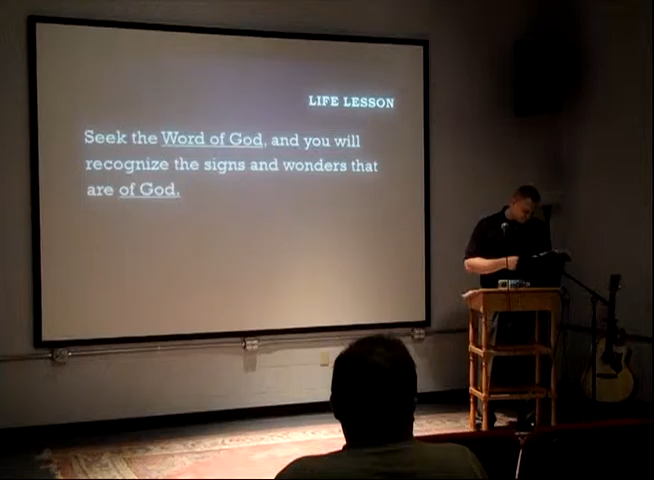 LIFE LESSON
Seek the Word of God, and you will
recognize the signs and wonders that
are of God.